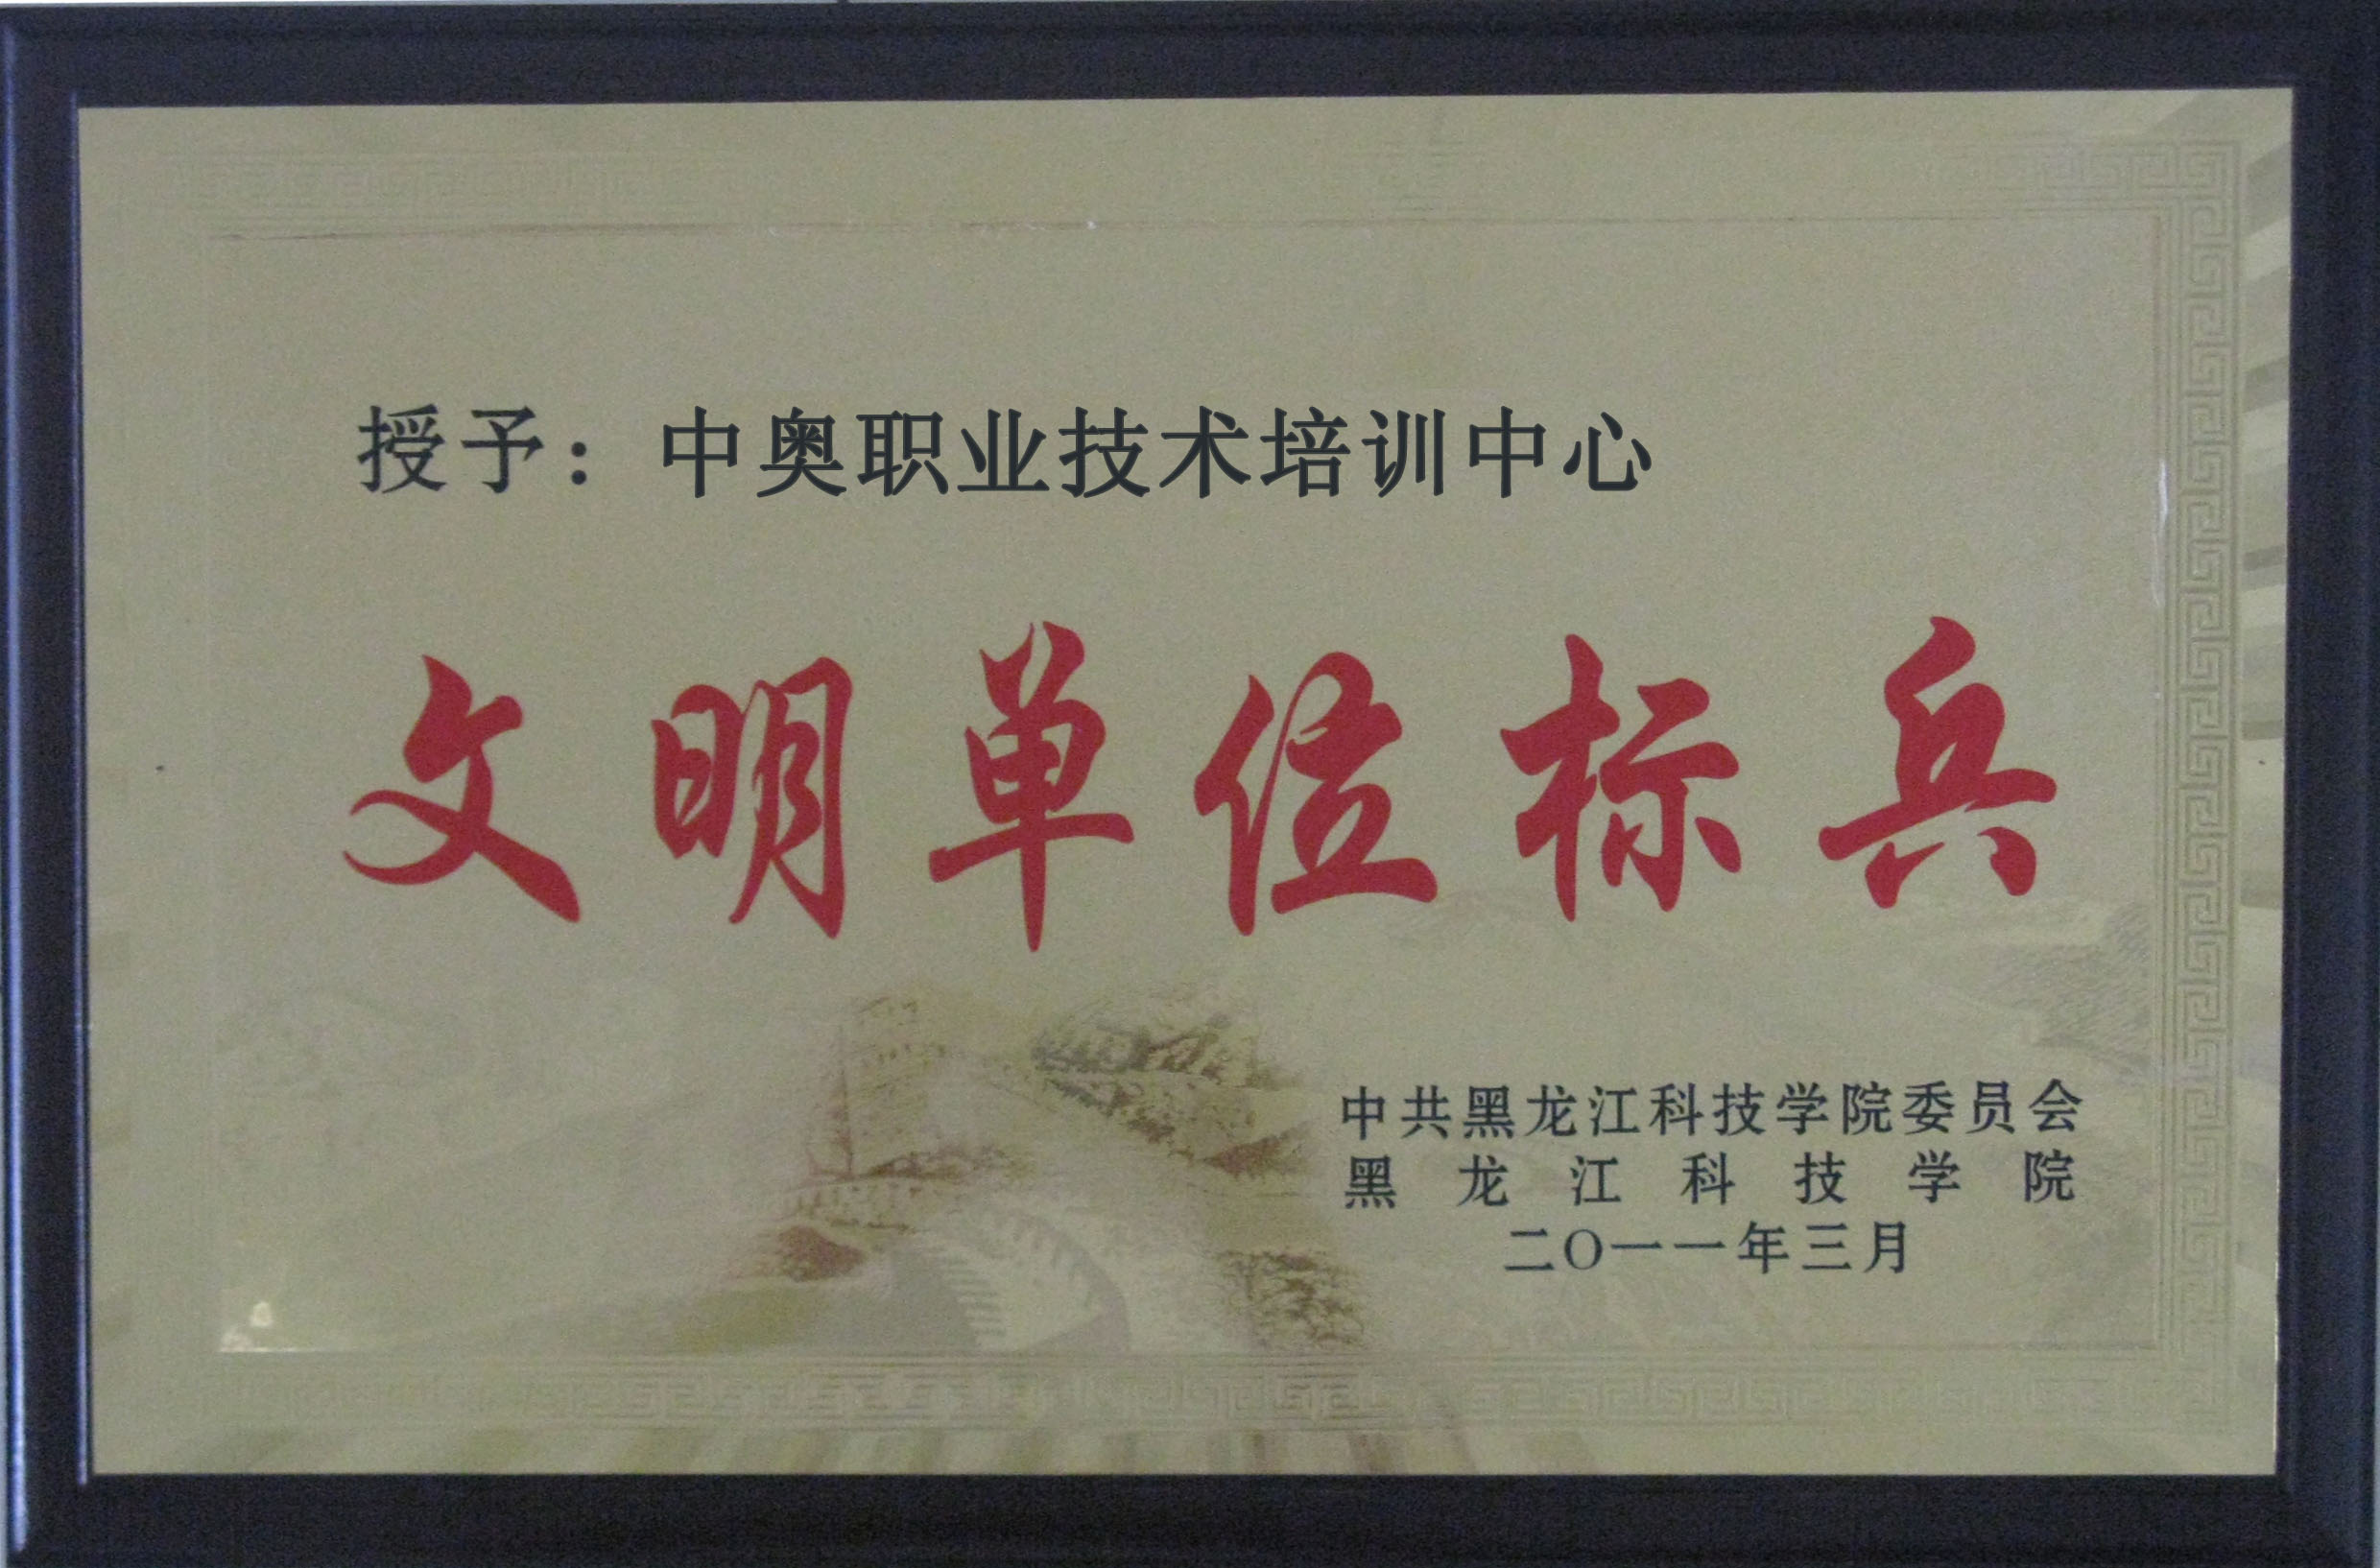 授予：中奥职业技术培训中心
文明单位标兵
中共黑龙江科技学院委员会
黑龙江科技学院
二〇一一年三月